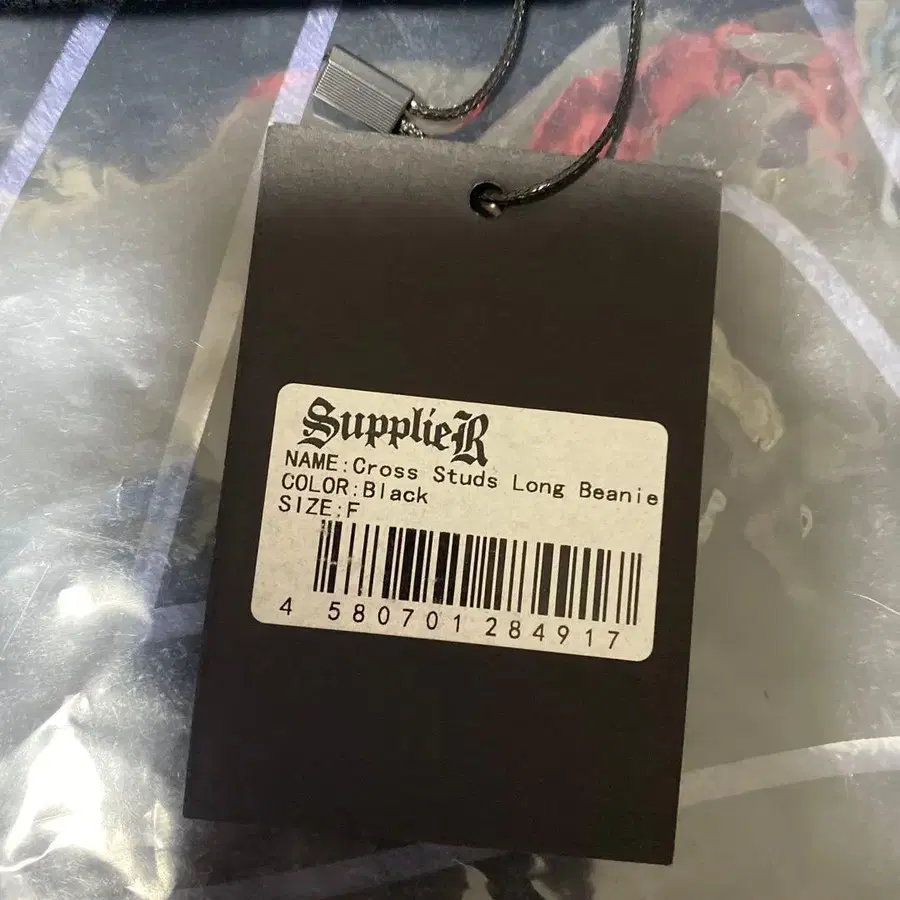 SupplieR
NAME:Cross Studs Long Beanie
COLOR:Black
SIZE:F
4 580701 284917